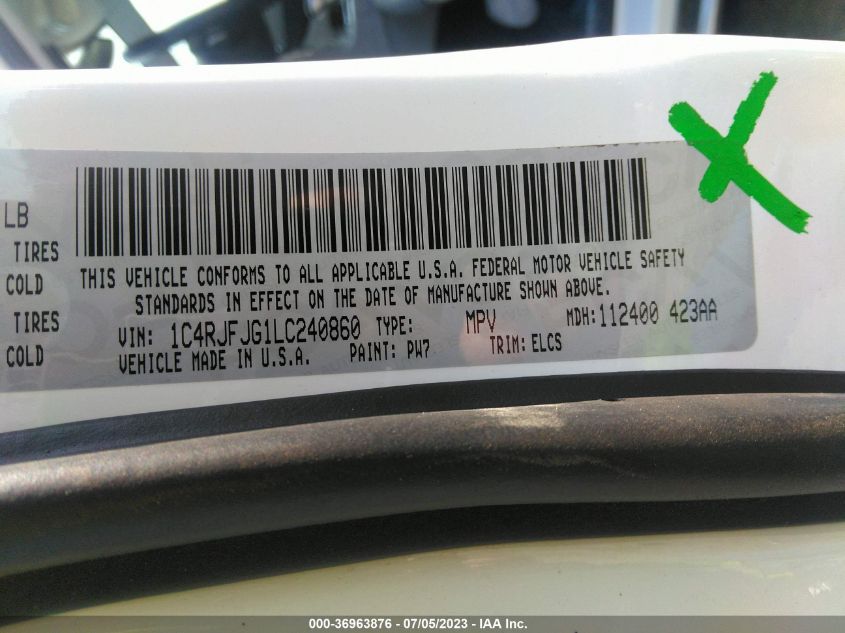 LB
TIRES
COLD
TIRES
COLD
THIS VEHICLE CONFORMS TO ALL APPLICABLE U.S.A. FEDERAL MOTOR VEHICLE SAFETY
STANDARDS IN EFFECT ON THE DATE OF MANUFACTURE SHOWN ABOVE.
VIN: 1C4RJFJG1LC240860 TYPE: MPV MDH: 112400 423AA
VEHICLE MADE IN U.S.A. PAINT: PW7 TRIM: ELCS
000-36963876 - 07/05/2023 - IAA Inc.